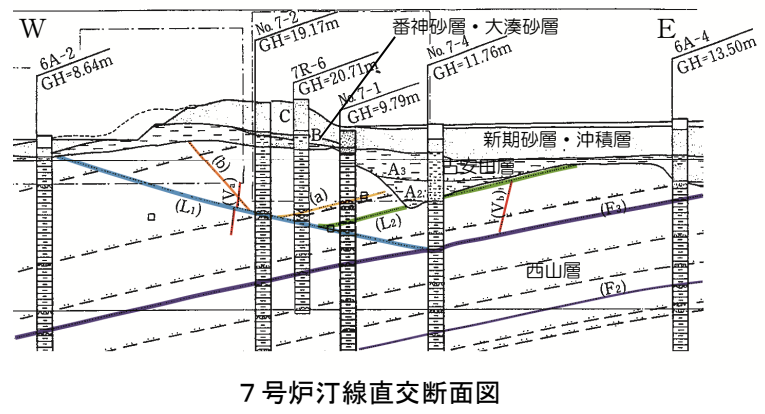 W
E
番神砂層・大湊砂層
6A-2
GH=8.64m
No.7-2
GH=19.17m
7R-6
GH=20.71m
No.7-1
GH=9.79m
No.7-4
GH=11.76m
6A-4
GH=13.50m
C
B
新期砂層・沖積層
A3
古安田層
A2
(b)
(a)
(L1)
(L2)
(F3)
西山層
(F2)
7号炉汀線直交断面図